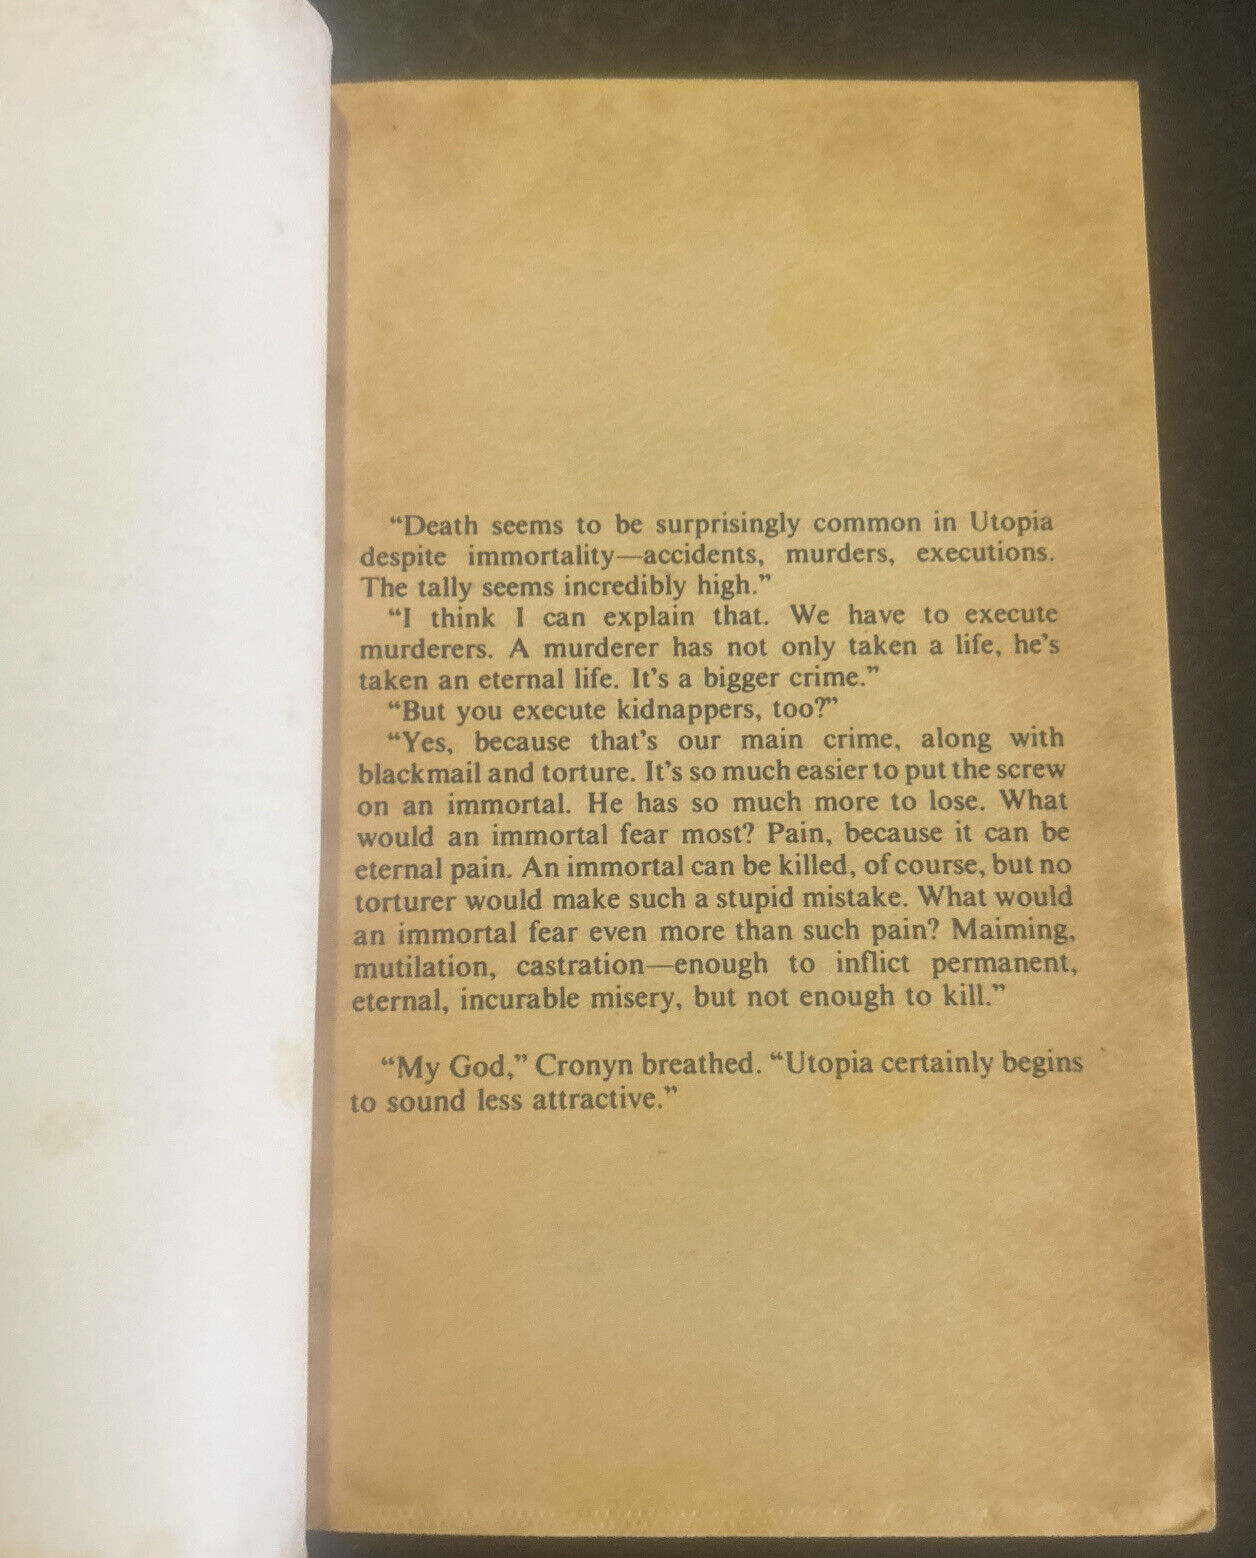 “Death seems to be surprisingly common in Utopia
despite immortality—accidents, murders, executions.
The tally seems incredibly high.”
“I think I can explain that. We have to execute
murderers. A murderer has not only taken a life, he’s
taken an eternal life. It’s a bigger crime.”
“But you execute kidnappers, too?”
“Yes, because that’s our main crime, along with
blackmail and torture. It’s so much easier to put the screw
on an immortal. He has so much more to lose. What
would an immortal fear most? Pain, because it can be
eternal pain. An immortal can be killed, of course, but no
torturer would make such a stupid mistake. What would
an immortal fear even more than such pain? Maiming,
mutilation, castration—enough to inflict permanent,
eternal, incurable misery, but not enough to kill.”
“My God,” Cronyn breathed. “Utopia certainly begins
to sound less attractive.”